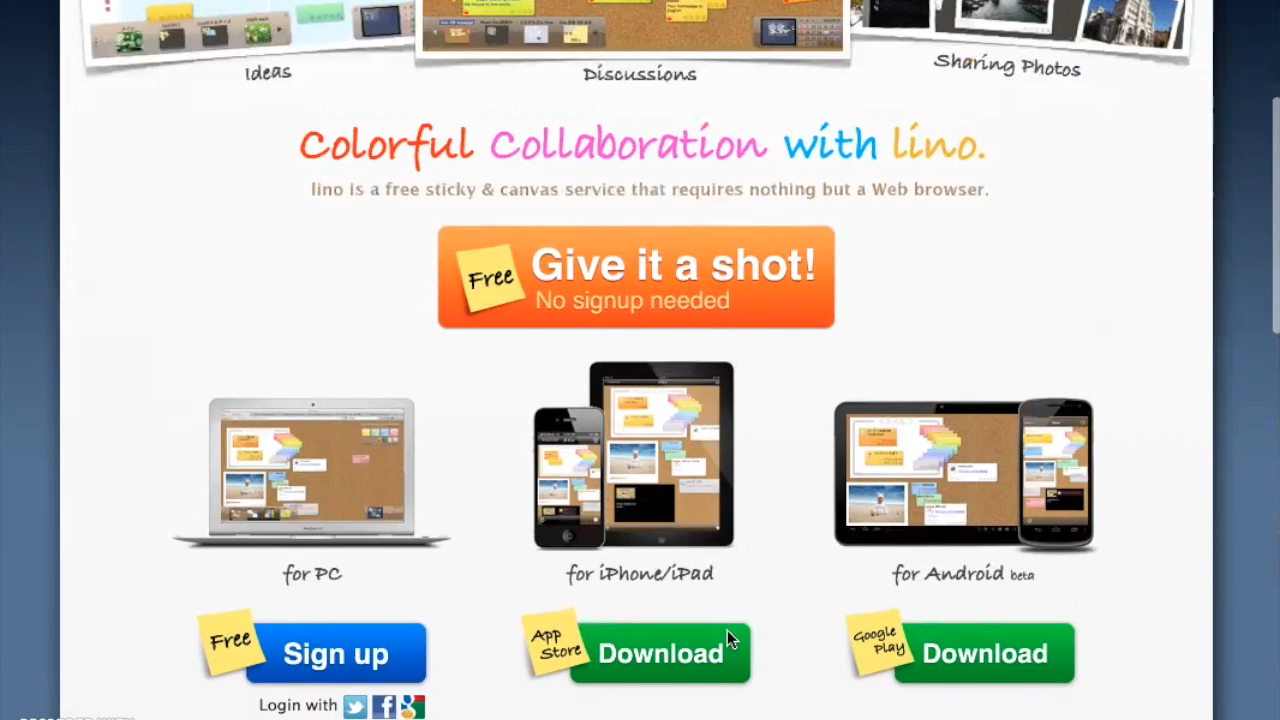 Ideas
Discussions
Sharing Photos
Colorful Collaboration with lino.
lino is a free sticky & canvas service that requires nothing but a Web browser.
Free
Give it a shot!
No signup needed
for PC
for iPhone/iPad
for Android beta
Free
Sign up
App
Store
Download
Google
Play
Download
Login with